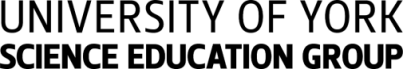 UNIVERSITY OF YORK
SCIENCE EDUCATION GROUP